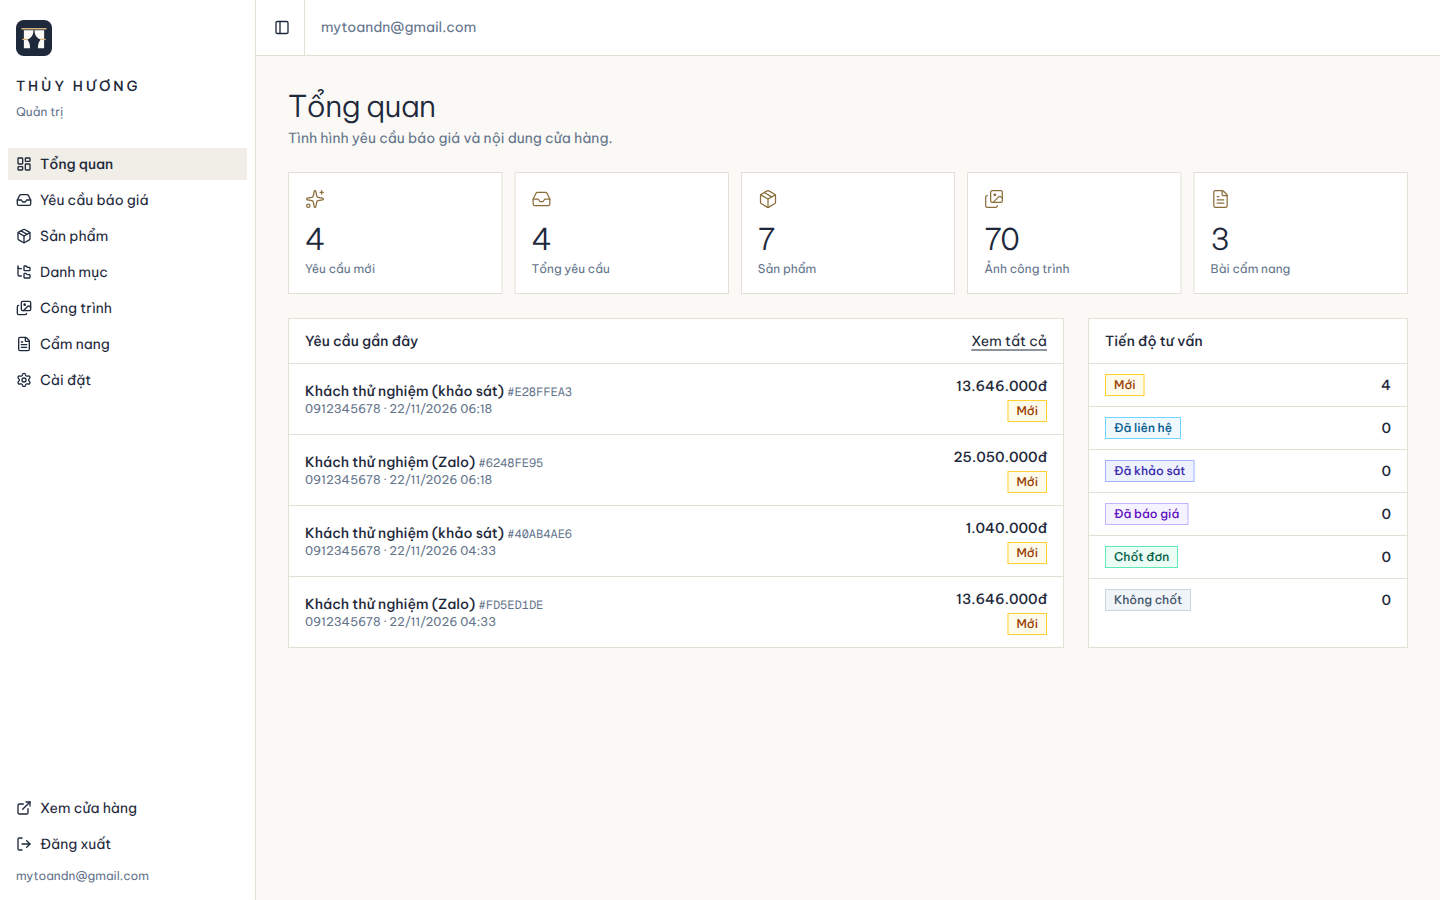 THÙY HƯƠNG
Quản trị
Tổng quan
Yêu cầu báo giá
Sản phẩm
Danh mục
Công trình
Cẩm nang
Cài đặt
Xem cửa hàng
Đăng xuất
mytoandn@gmail.com
mytoandn@gmail.com
Tổng quan
Tình hình yêu cầu báo giá và nội dung cửa hàng.
4
Yêu cầu mới
4
Tổng yêu cầu
7
Sản phẩm
70
Ảnh công trình
3
Bài cẩm nang
Yêu cầu gần đây
Xem tất cả
Khách thử nghiệm (khảo sát) #E28FFEA3
0912345678 · 22/11/2026 06:18
13.646.000đ
Mới
Khách thử nghiệm (Zalo) #6248FE95
0912345678 · 22/11/2026 06:18
25.050.000đ
Mới
Khách thử nghiệm (khảo sát) #40AB4AE6
0912345678 · 22/11/2026 04:33
1.040.000đ
Mới
Khách thử nghiệm (Zalo) #FD5ED1DE
0912345678 · 22/11/2026 04:33
13.646.000đ
Mới
Tiến độ tư vấn
Mới 4
Đã liên hệ 0
Đã khảo sát 0
Đã báo giá 0
Chốt đơn 0
Không chốt 0